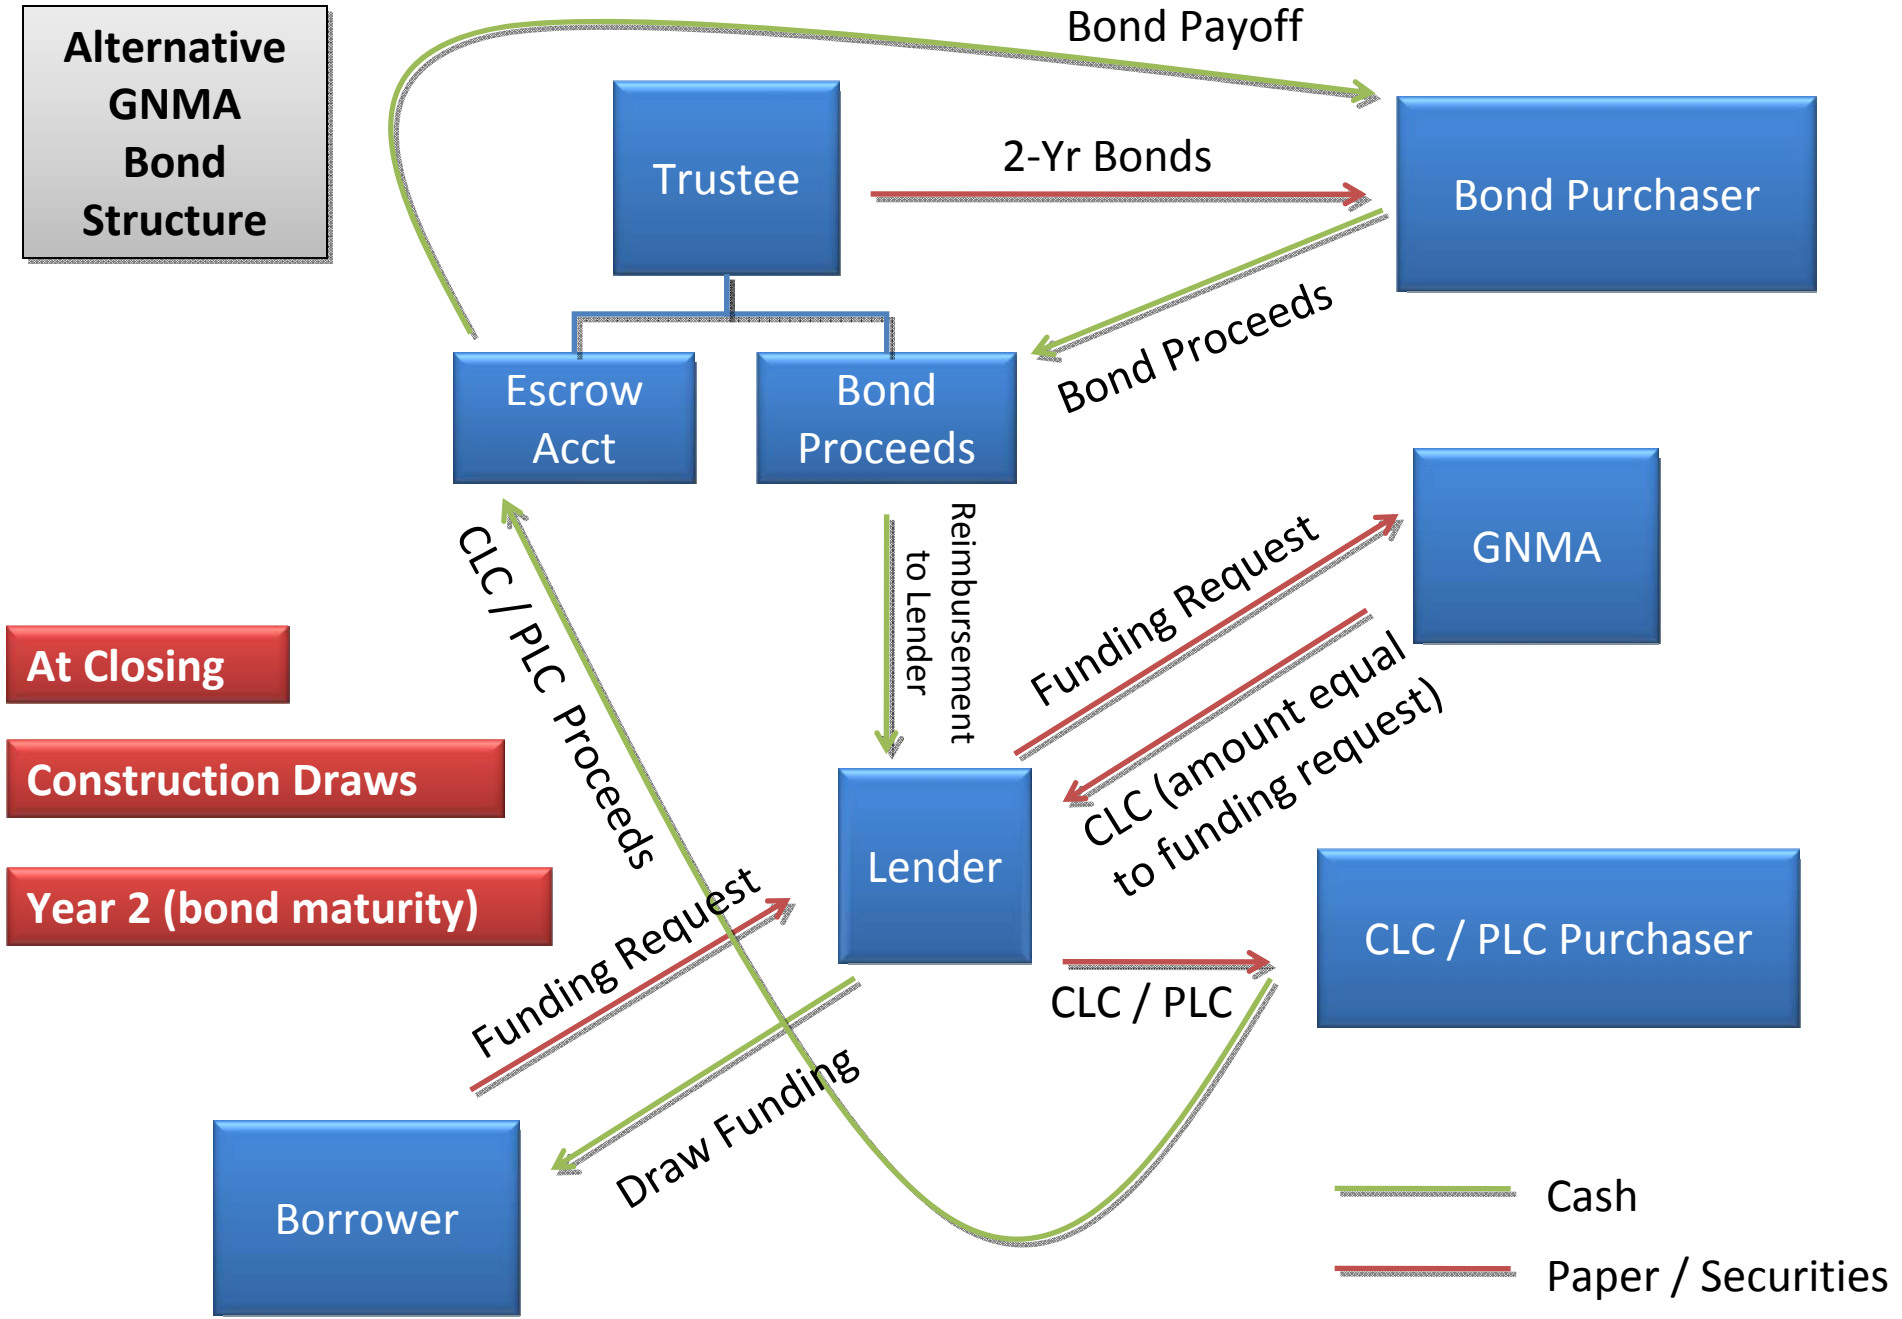 Alternative
GNMA
Bond
Structure
Bond Payoff
Trustee
2-Yr Bonds
Bond Purchaser
Bond Proceeds
Escrow
Acct
Bond
Proceeds
GNMA
CLC / PLC Proceeds
Reimbursement
to Lender
Funding Request
CLC (amount equal
to funding request)
At Closing
Construction Draws
Year 2 (bond maturity)
Lender
CLC / PLC Purchaser
Funding Request
CLC / PLC
Draw Funding
Borrower
Cash
Paper / Securities